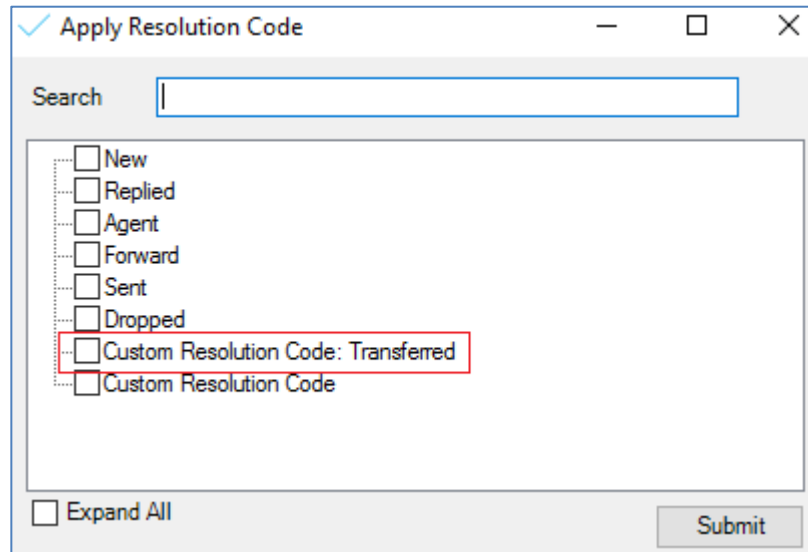 Apply Resolution Code
Search
New
Replied
Agent
Forward
Sent
Dropped
Custom Resolution Code: Transferred
Custom Resolution Code
Expand All
Submit